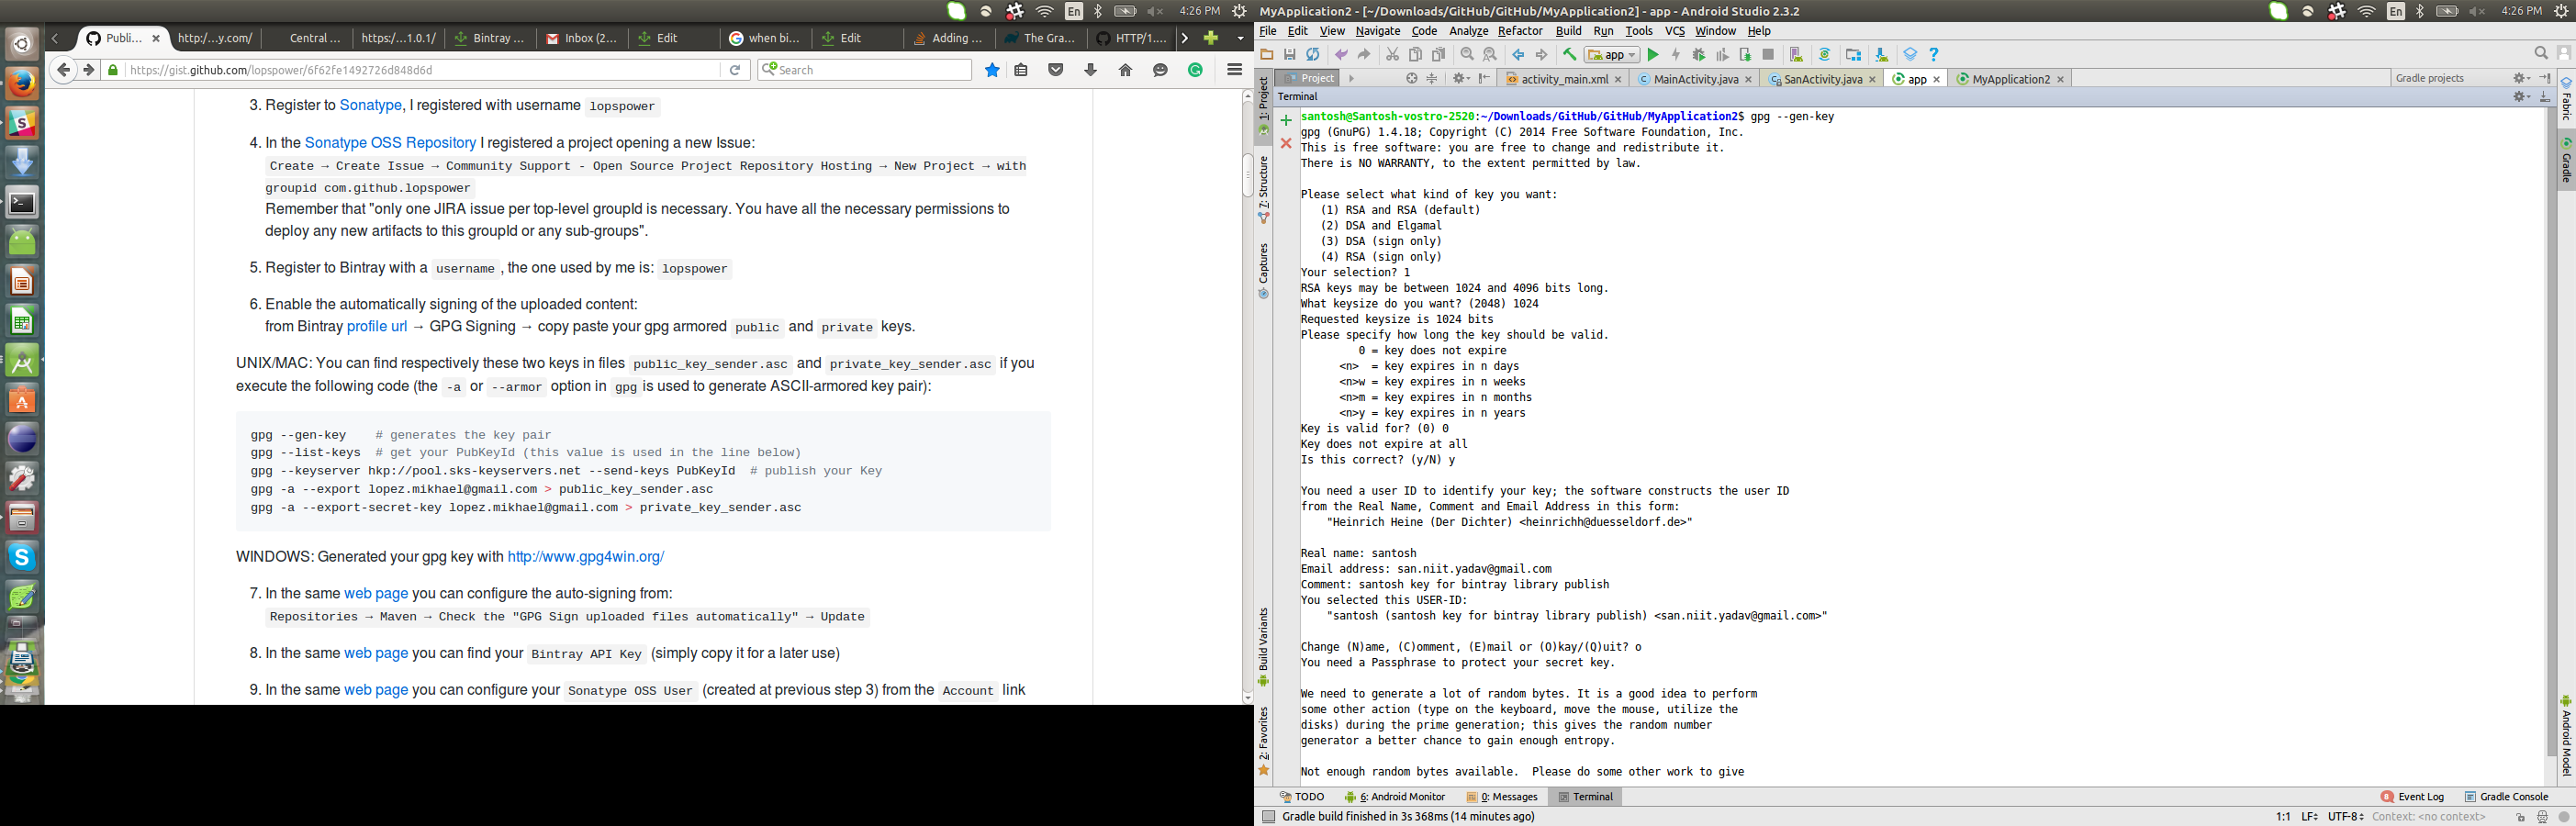 4:26 PM
En
Publi...
http:/...y.com/
Central ...
https:/...1.0.1/
Bintray ...
Inbox (2...
Edit
when bi...
Edit
Adding ...
The Gra...
HTTP/1....
https://gist.github.com/lopspower/6f62fe1492726d848d6d
Search
3. Register to Sonatype, I registered with username lopspower
4. In the Sonatype OSS Repository I registered a project opening a new Issue:
Create → Create Issue → Community Support - Open Source Project Repository Hosting → New Project → with
groupid com.github.lopspower
Remember that "only one JIRA issue per top-level groupId is necessary. You have all the necessary permissions to
deploy any new artifacts to this groupId or any sub-groups".
5. Register to Bintray with a username , the one used by me is: lopspower
6. Enable the automatically signing of the uploaded content:
from Bintray profile url → GPG Signing → copy paste your gpg armored public and private keys.
UNIX/MAC: You can find respectively these two keys in files public_key_sender.asc and private_key_sender.asc if you
execute the following code (the -a or --armor option in gpg is used to generate ASCII-armored key pair):
gpg --gen-key    # generates the key pair
gpg --list-keys  # get your PubKeyId (this value is used in the line below)
gpg --keyserver hkp://pool.sks-keyservers.net --send-keys PubKeyId  # publish your Key
gpg -a --export lopez.mikhael@gmail.com > public_key_sender.asc
gpg -a --export-secret-key lopez.mikhael@gmail.com > private_key_sender.asc
WINDOWS: Generated your gpg key with http://www.gpg4win.org/
7. In the same web page you can configure the auto-signing from:
Repositories → Maven → Check the "GPG Sign uploaded files automatically" → Update
8. In the same web page you can find your Bintray API Key (simply copy it for a later use)
9. In the same web page you can configure your Sonatype OSS User (created at previous step 3) from the Account link
MyApplication2 - [~/Downloads/GitHub/GitHub/MyApplication2] - app - Android Studio 2.3.2
En
4:26 PM
File Edit View Navigate Code Analyze Refactor Build Run Tools VCS Window Help
app
Project
activity_main.xml
MainActivity.java
SanActivity.java
app
MyApplication2
Gradle projects
Terminal
1: Project
7: Structure
Captures
Build Variants
2: Favorites
Fabric
Gradle
Android Model
santosh@Santosh-vostro-2520:~/Downloads/GitHub/GitHub/MyApplication2$ gpg --gen-key
gpg (GnuPG) 1.4.18; Copyright (C) 2014 Free Software Foundation, Inc.
This is free software: you are free to change and redistribute it.
There is NO WARRANTY, to the extent permitted by law.
Please select what kind of key you want:
(1) RSA and RSA (default)
(2) DSA and Elgamal
(3) DSA (sign only)
(4) RSA (sign only)
Your selection? 1
RSA keys may be between 1024 and 4096 bits long.
What keysize do you want? (2048) 1024
Requested keysize is 1024 bits
Please specify how long the key should be valid.
0 = key does not expire
<n>  = key expires in n days
<n>w = key expires in n weeks
<n>m = key expires in n months
<n>y = key expires in n years
Key is valid for? (0) 0
Key does not expire at all
Is this correct? (y/N) y
You need a user ID to identify your key; the software constructs the user ID
from the Real Name, Comment and Email Address in this form:
"Heinrich Heine (Der Dichter) <heinrichh@duesseldorf.de>"
Real name: santosh
Email address: san.niit.yadav@gmail.com
Comment: santosh key for bintray library publish
You selected this USER-ID:
"santosh (santosh key for bintray library publish) <san.niit.yadav@gmail.com>"
Change (N)ame, (C)omment, (E)mail or (O)kay/(Q)uit? o
You need a Passphrase to protect your secret key.
We need to generate a lot of random bytes. It is a good idea to perform
some other action (type on the keyboard, move the mouse, utilize the
disks) during the prime generation; this gives the random number
generator a better chance to gain enough entropy.
Not enough random bytes available.  Please do some other work to give
TODO
6: Android Monitor
0: Messages
Terminal
8 Event Log
Gradle Console
Gradle build finished in 3s 368ms (14 minutes ago)
1:1 LF÷ UTF-8÷ Context: <no context>